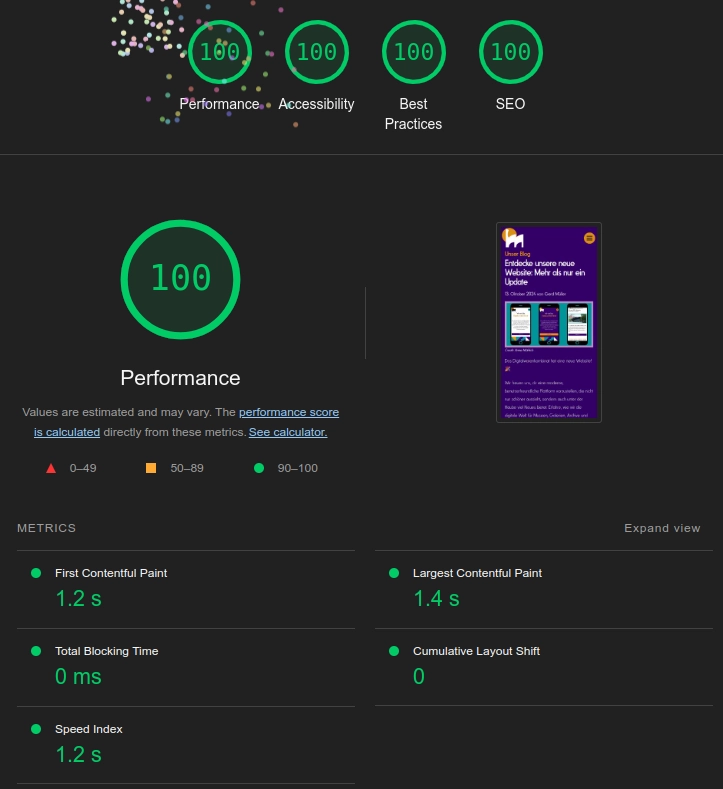 100
100
100
100
Performance
Accessibility
Best
Practices
SEO
100
Performance
Values are estimated and may vary. The performance score
is calculated directly from these metrics. See calculator.
0–49
50–89
90–100
Unser Blog
Entdecke unsere neue
Website: Mehr als nur ein
Update
METRICS
Expand view
First Contentful Paint
1.2 s
Largest Contentful Paint
1.4 s
Total Blocking Time
0 ms
Cumulative Layout Shift
0
Speed Index
1.2 s